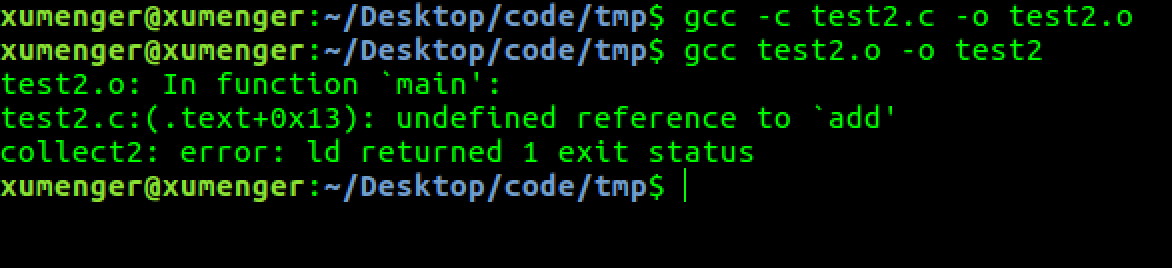 xumenger@xumenger:~/Desktop/code/tmp$ gcc -c test2.c -o test2.o
xumenger@xumenger:~/Desktop/code/tmp$ gcc test2.o -o test2
test2.o: In function `main':
test2.c:(.text+0x13): undefined reference to `add'
collect2: error: ld returned 1 exit status
xumenger@xumenger:~/Desktop/code/tmp$